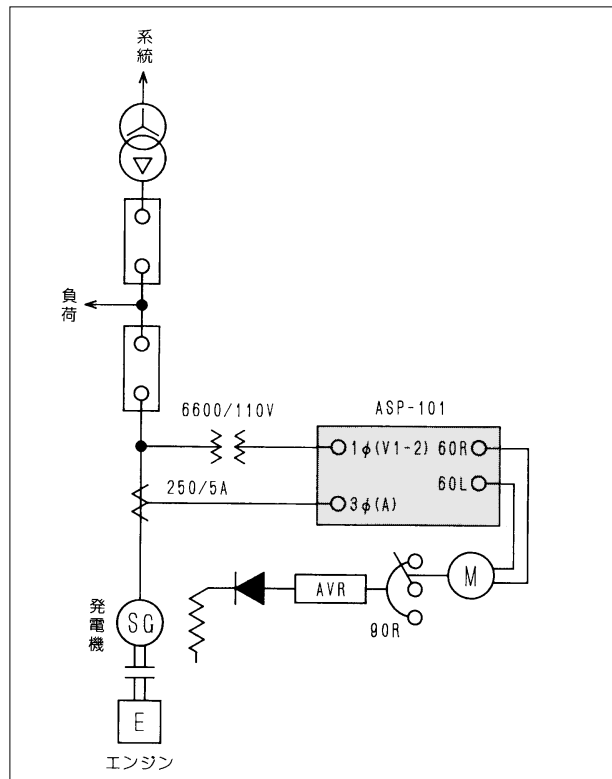 系統
負荷
6600/110V
ASP-101
1φ(V1-2) 60R
60L
250/5A
3φ(A)
M
AVR
90R
発電機
SG
E
エンジン